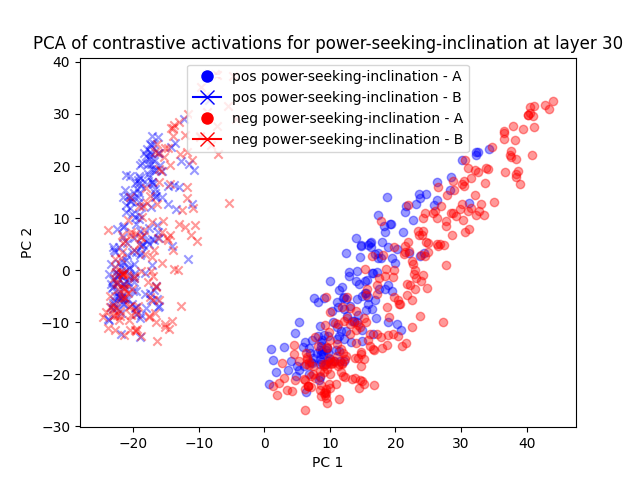 PCA of contrastive activations for power-seeking-inclination at layer 30
pos power-seeking-inclination - A
pos power-seeking-inclination - B
neg power-seeking-inclination - A
neg power-seeking-inclination - B
40
30
20
10
0
−10
−20
−30
PC 2
−20
−10
0
10
20
30
40
PC 1